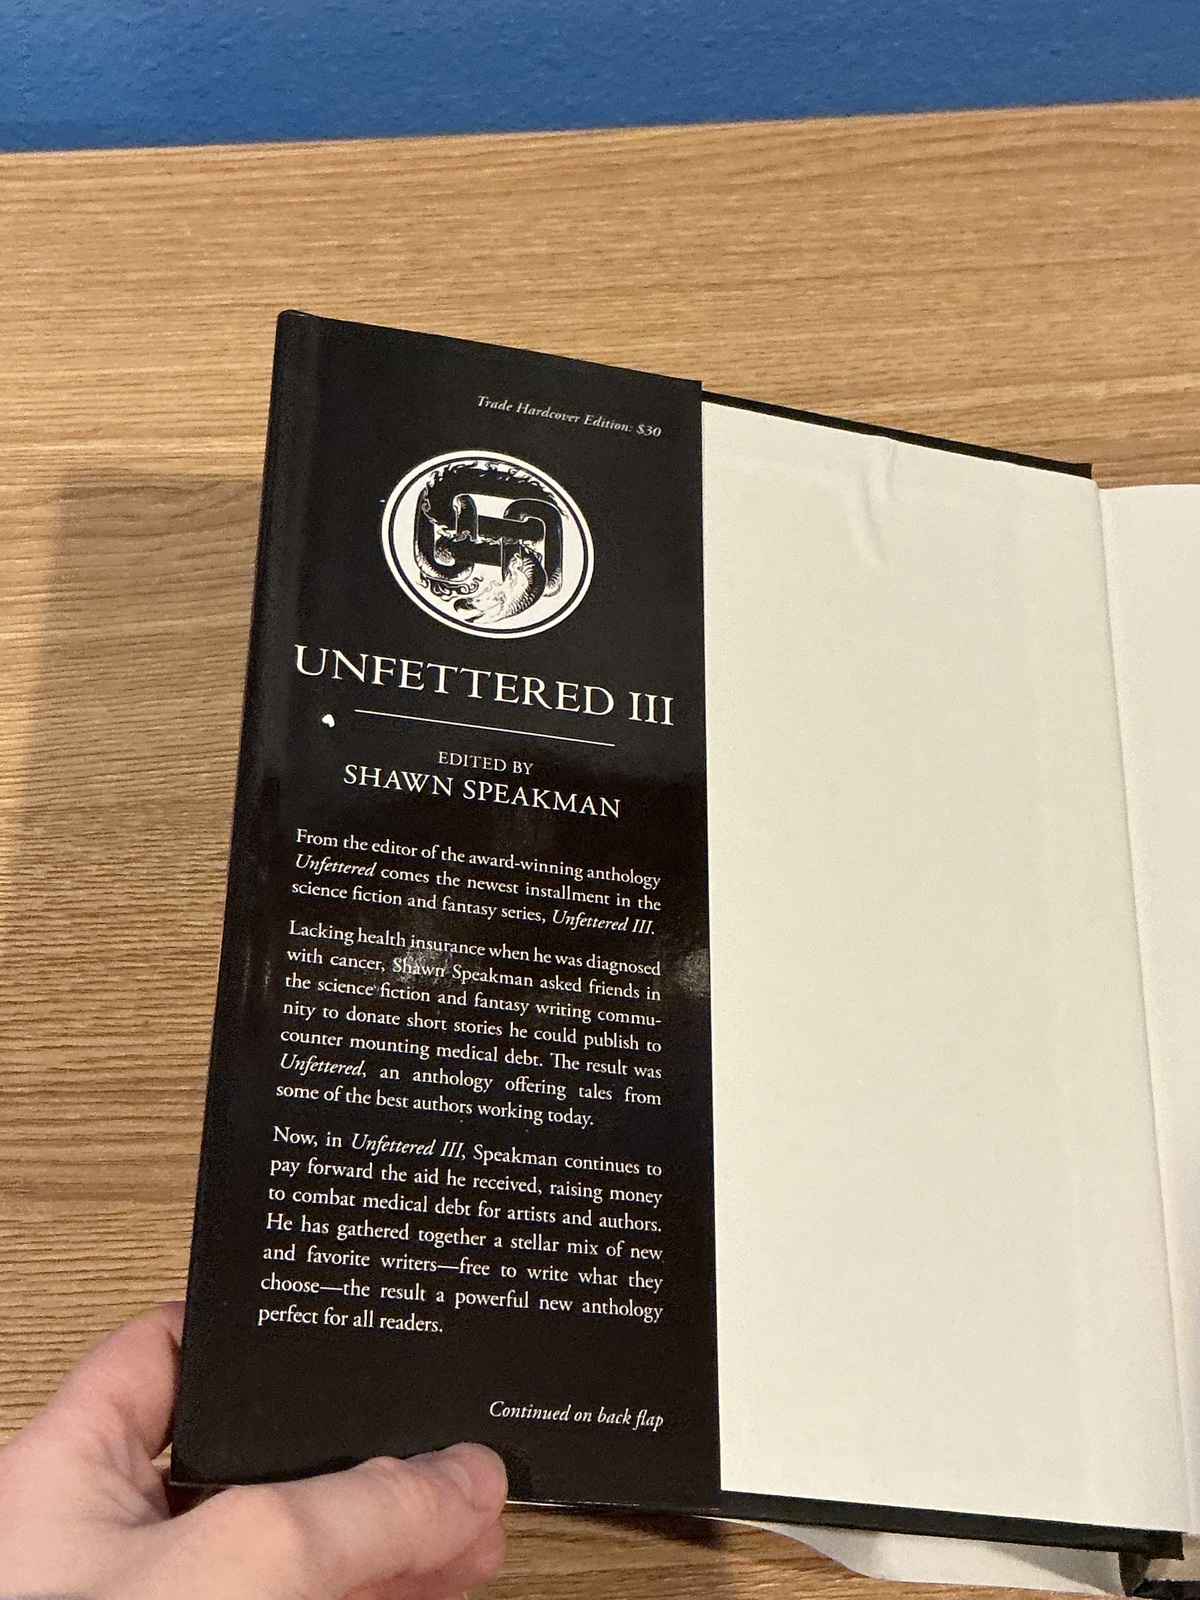 Trade Hardcover Edition: $30
UNFETTERED III
EDITED BY
SHAWN SPEAKMAN
From the editor of the award-winning anthology
Unfettered comes the newest installment in the
science fiction and fantasy series, Unfettered III.
Lacking health insurance when he was diagnosed
with cancer, Shawn Speakman asked friends in
the science fiction and fantasy writing commu-
nity to donate short stories he could publish to
counter mounting medical debt. The result was
Unfettered, an anthology offering tales from
some of the best authors working today.
Now, in Unfettered III, Speakman continues to
pay forward the aid he received, raising money
to combat medical debt for artists and authors.
He has gathered together a stellar mix of new
and favorite writers—free to write what they
choose—the result a powerful new anthology
perfect for all readers.
Continued on back flap